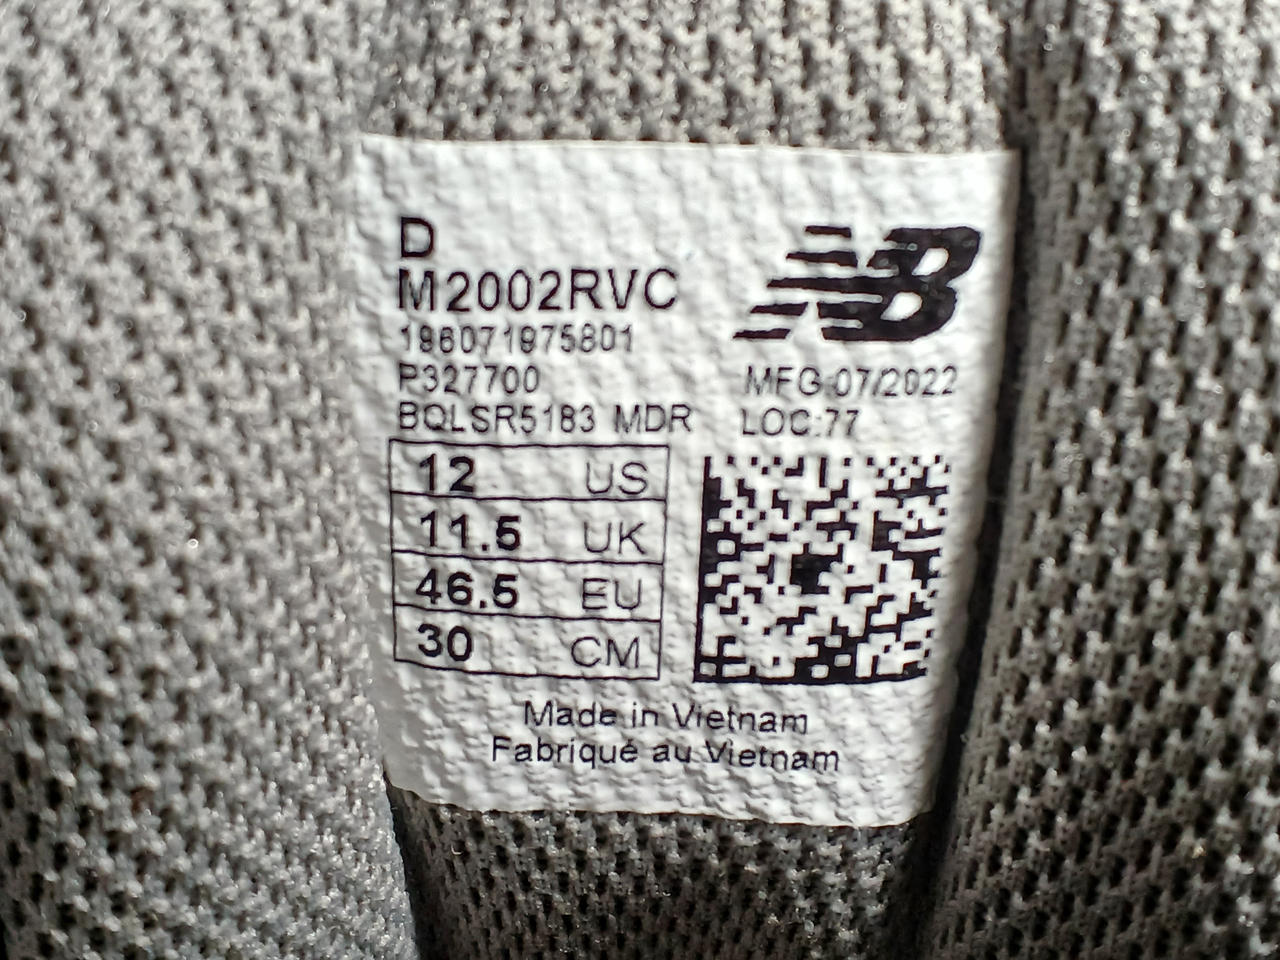 D
M2002RVC
NB
196071975801
P327700
MFG:07/2022
BQLSR5183 MDR
LOC:77
12 US
11.5 UK
46.5 EU
30 CM
Made in Vietnam
Fabriqué au Vietnam